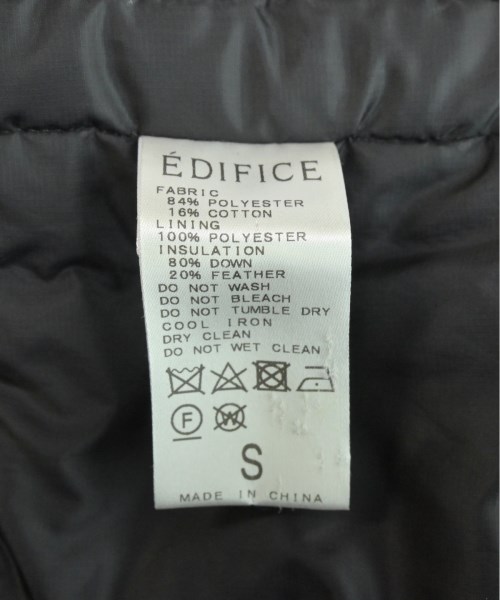 ÉDIFICE
FABRIC
84% POLYESTER
16% COTTON
LINING
100% POLYESTER
INSULATION
80% DOWN
20% FEATHER
DO NOT WASH
DO NOT BLEACH
DO NOT TUMBLE DRY
COOL IRON
DRY CLEAN
DO NOT WET CLEAN
F W
S
MADE IN CHINA